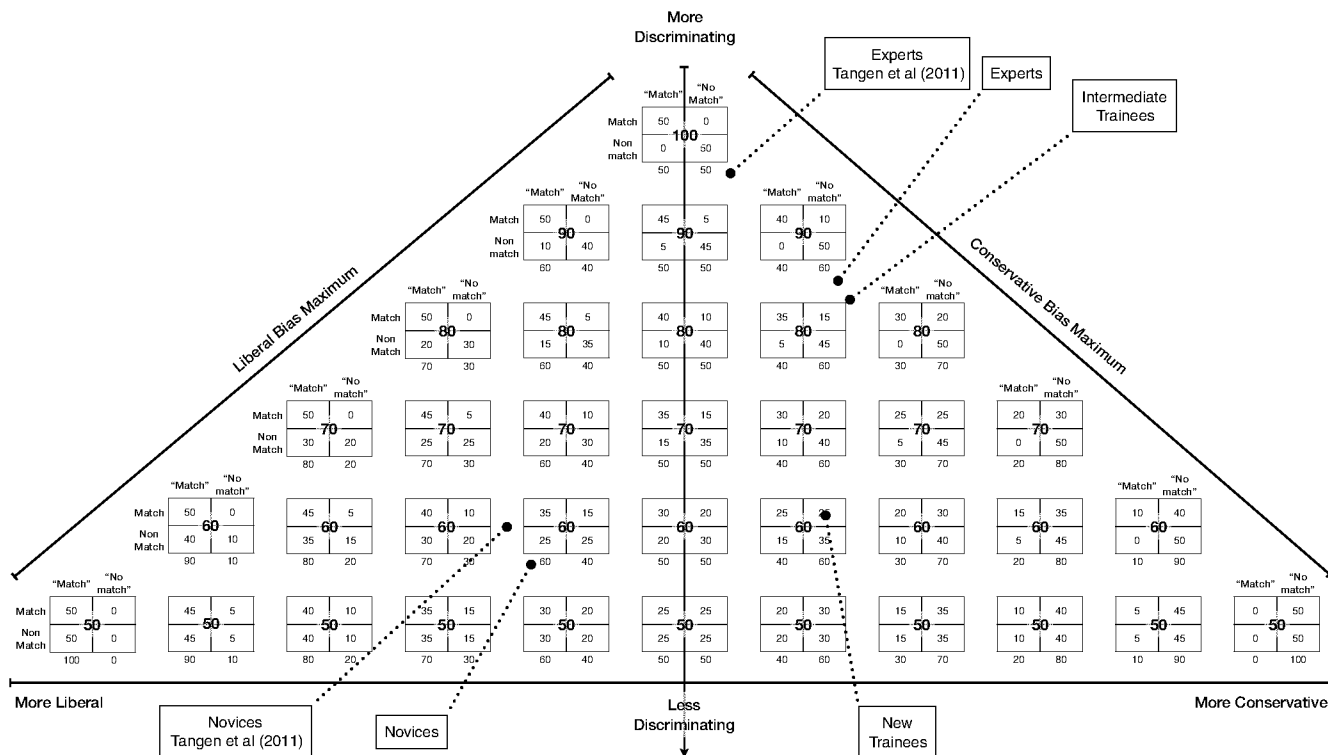 More
Discriminating
Experts
Tangen et al (2011)
Experts
Intermediate
Trainees
"Match" "No
Match"
Match 50 0
100
Non
match 0 50
50 50
"Match" "No
Match"
"No
Match"
Match 50 0 45 5 40 10
90 90 90
Non
match 10 40 5 45 0 50
60 40 50 50 40 60
Liberal Bias Maximum
Conservative Bias Maximum
"Match" "No
match"
"Match" "No
match"
Match 50 0 45 5 40 10 35 15 30 20
80 80 80 80 80
Non
Match 20 30 15 35 10 40 5 45 0 50
70 30 60 40 50 50 40 60 30 70
"Match" "No
match"
"Match" "No
match"
Match 50 0 45 5 40 10 35 15 30 20 25 25 20 30
70 70 70 70 70 70 70
Non
Match 30 20 25 25 20 30 15 35 10 40 5 45 0 50
80 20 70 30 60 40 50 50 40 60 30 70 20 80
"Match" "No
match"
"Match" "No
match"
Match 50 0 45 5 40 10 35 15 30 20 25 25 20 30 15 35 10 40
60 60 60 60 60 60 60 60 60
Non
Match 40 10 35 15 30 20 25 25 20 30 15 35 10 40 5 45 0 50
90 10 80 20 70 30 60 40 50 50 40 60 30 70 20 80 10 90
"Match" "No
match"
"Match" "No
match"
Match 50 0 45 5 40 10 35 15 30 20 25 25 20 30 15 35 10 40 5 45 0 50
50 50 50 50 50 50 50 50 50 50 50
Non
Match 50 0 45 5 40 10 35 15 30 20 25 25 20 30 15 35 10 40 5 45 0 50
100 0 90 10 80 20 70 30 60 40 50 50 40 60 30 70 20 80 10 90 0 100
More Liberal
Less
Discriminating
More Conservative
Novices
Tangen et al (2011)
Novices
New
Trainees